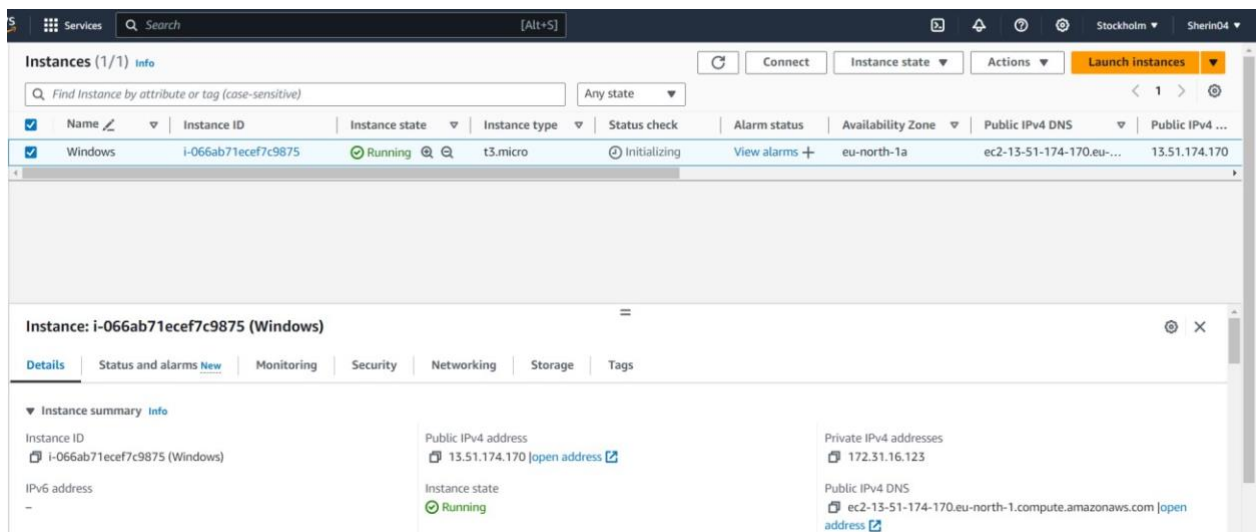 Services Search [Alt+S] Stockholm ▼ Sherin04 ▼
Instances (1/1) Info Connect Instance state ▼ Actions ▼ Launch instances ▼
Find Instance by attribute or tag (case-sensitive) Any state ▼ < 1 >
Name Instance ID Instance state Instance type Status check Alarm status Availability Zone Public IPv4 DNS Public IPv4 ...
Windows i-066ab71ecef7c9875 Running t3.micro Initializing View alarms + eu-north-1a ec2-13-51-174-170.eu-... 13.51.174.170
Instance: i-066ab71ecef7c9875 (Windows)
Details Status and alarms New Monitoring Security Networking Storage Tags
▼ Instance summary Info
Instance ID Public IPv4 address Private IPv4 addresses
i-066ab71ecef7c9875 (Windows) 13.51.174.170 |open address 172.31.16.123
IPv6 address Instance state Public IPv4 DNS
– Running ec2-13-51-174-170.eu-north-1.compute.amazonaws.com |open
address